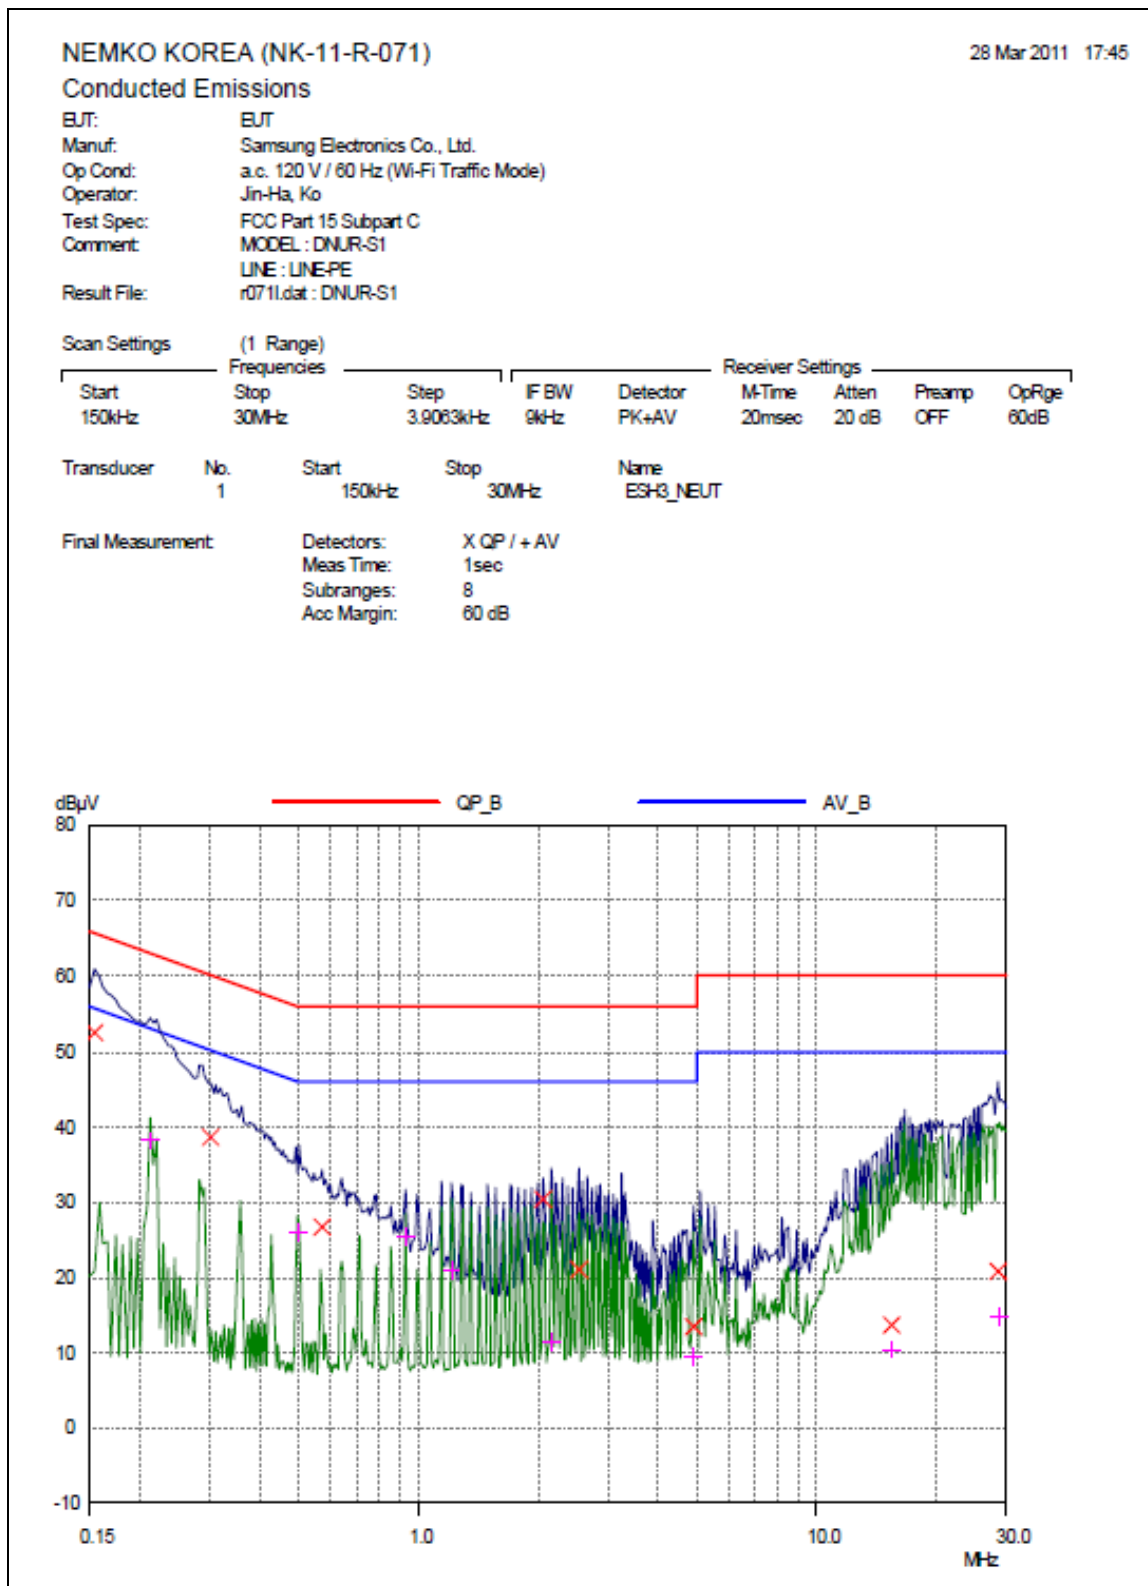 NEMKO KOREA (NK-11-R-071) 28 Mar 2011 17:45
Conducted Emissions
EUT: EUT
Manuf: Samsung Electronics Co., Ltd.
Op Cond: a.c. 120 V / 60 Hz (Wi-Fi Traffic Mode)
Operator: Jin-Ha, Ko
Test Spec: FCC Part 15 Subpart C
Comment: MODEL : DNUR-S1
LINE : LINE-PE
Result File: r071l.dat : DNUR-S1
Scan Settings (1 Range)
Frequencies Receiver Settings
Start Stop Step IF BW Detector M-Time Atten Preamp OpRge
150kHz 30MHz 3.9063kHz 9kHz PK+AV 20msec 20 dB OFF 60dB
Transducer No. Start Stop Name
1 150kHz 30MHz ESH3_NEUT
Final Measurement: Detectors: X QP / + AV
Meas Time: 1sec
Subranges: 8
Acc Margin: 60 dB
dBµV QP_B AV_B
80
70
60
50
40
30
20
10
0
-10
0.15 1.0 10.0 30.0
MHz